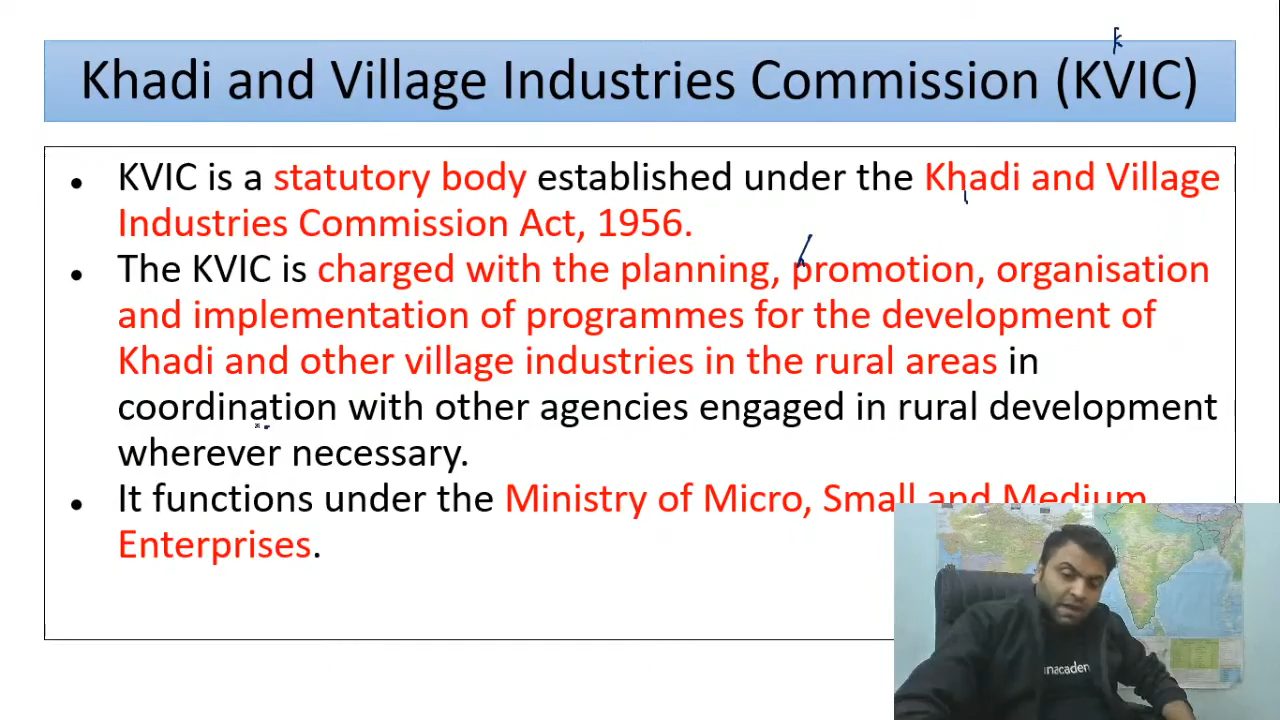 Khadi and Village Industries Commission (KVIC)
• KVIC is a statutory body established under the Khadi and Village
Industries Commission Act, 1956.
• The KVIC is charged with the planning, promotion, organisation
and implementation of programmes for the development of
Khadi and other village industries in the rural areas in
coordination with other agencies engaged in rural development
wherever necessary.
• It functions under the Ministry of Micro, Small and Medium
Enterprises.